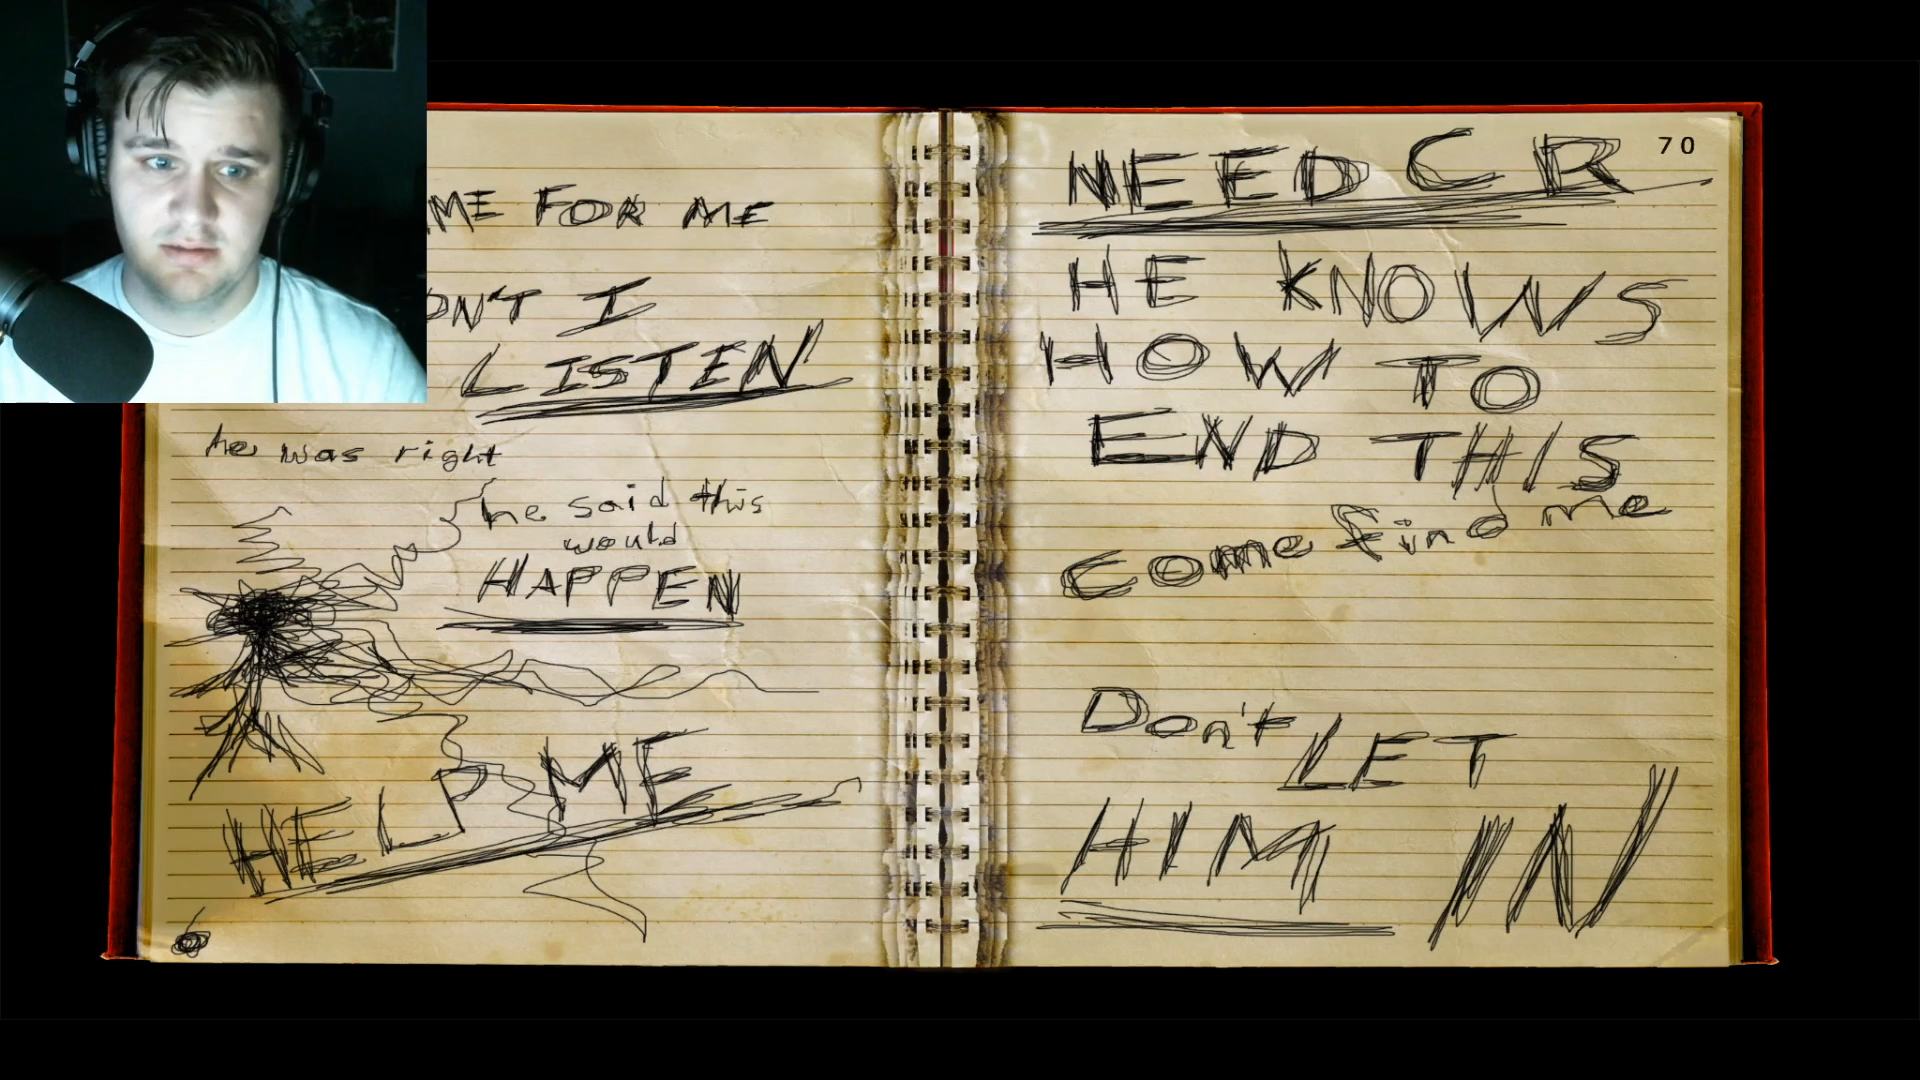 ME FOR ME
ON'T I
LISTEN
he was right
he said this
would
HAPPEN
HELP ME
70
NEED CR
HE KNOWS
HOW TO
END THIS
come find me
Don't LET
HIM IN